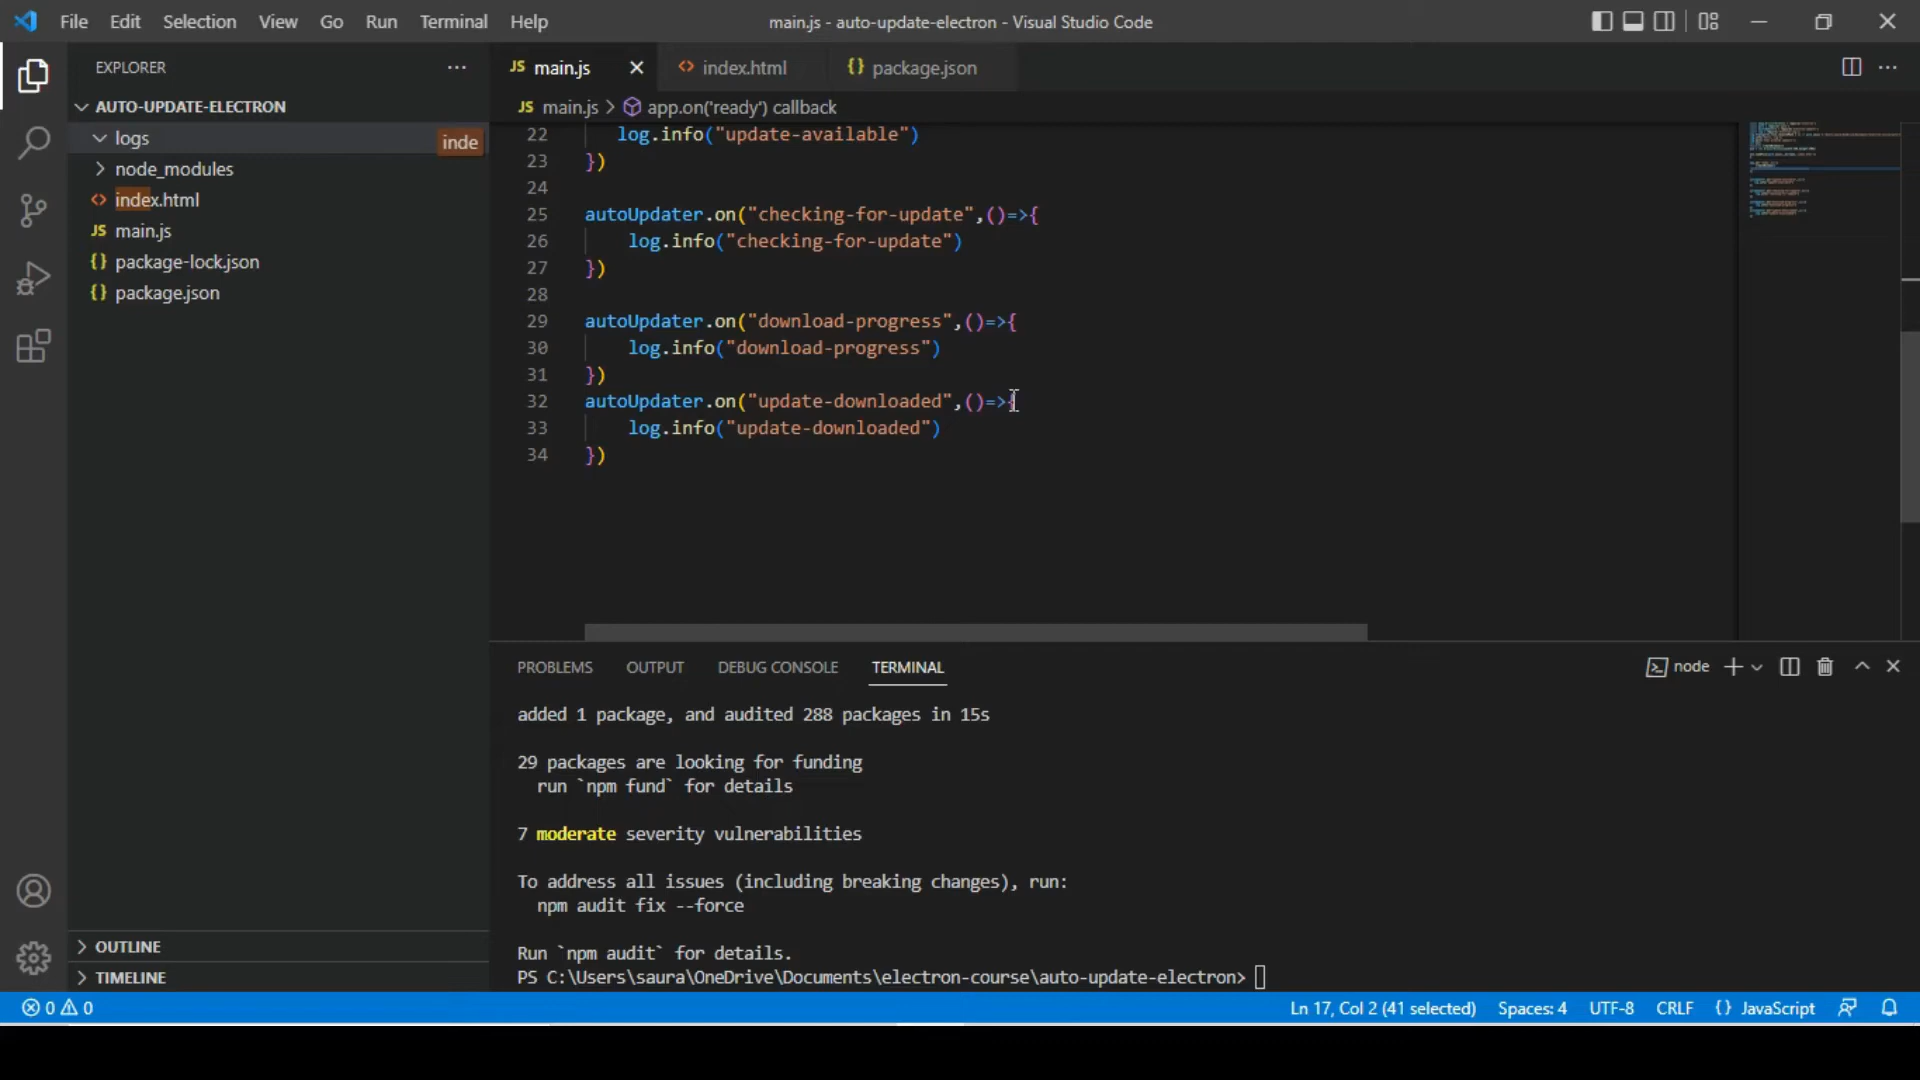 File Edit Selection View Go Run Terminal Help
main.js - auto-update-electron - Visual Studio Code
EXPLORER
AUTO-UPDATE-ELECTRON
logs
inde
node_modules
index.html
JS main.js
{} package-lock.json
{} package.json
OUTLINE
TIMELINE
JS main.js
<> index.html
{} package.json
JS main.js > app.on('ready') callback
22 log.info("update-available")
23 })
24
25 autoUpdater.on("checking-for-update",()=>{
26 log.info("checking-for-update")
27 })
28
29 autoUpdater.on("download-progress",()=>{
30 log.info("download-progress")
31 })
32 autoUpdater.on("update-downloaded",()=>{
33 log.info("update-downloaded")
34 })
PROBLEMS OUTPUT DEBUG CONSOLE TERMINAL
node
added 1 package, and audited 288 packages in 15s
29 packages are looking for funding
run `npm fund` for details
7 moderate severity vulnerabilities
To address all issues (including breaking changes), run:
npm audit fix --force
Run `npm audit` for details.
PS C:\Users\saura\OneDrive\Documents\electron-course\auto-update-electron>
0 0
Ln 17, Col 2 (41 selected) Spaces: 4 UTF-8 CRLF {} JavaScript